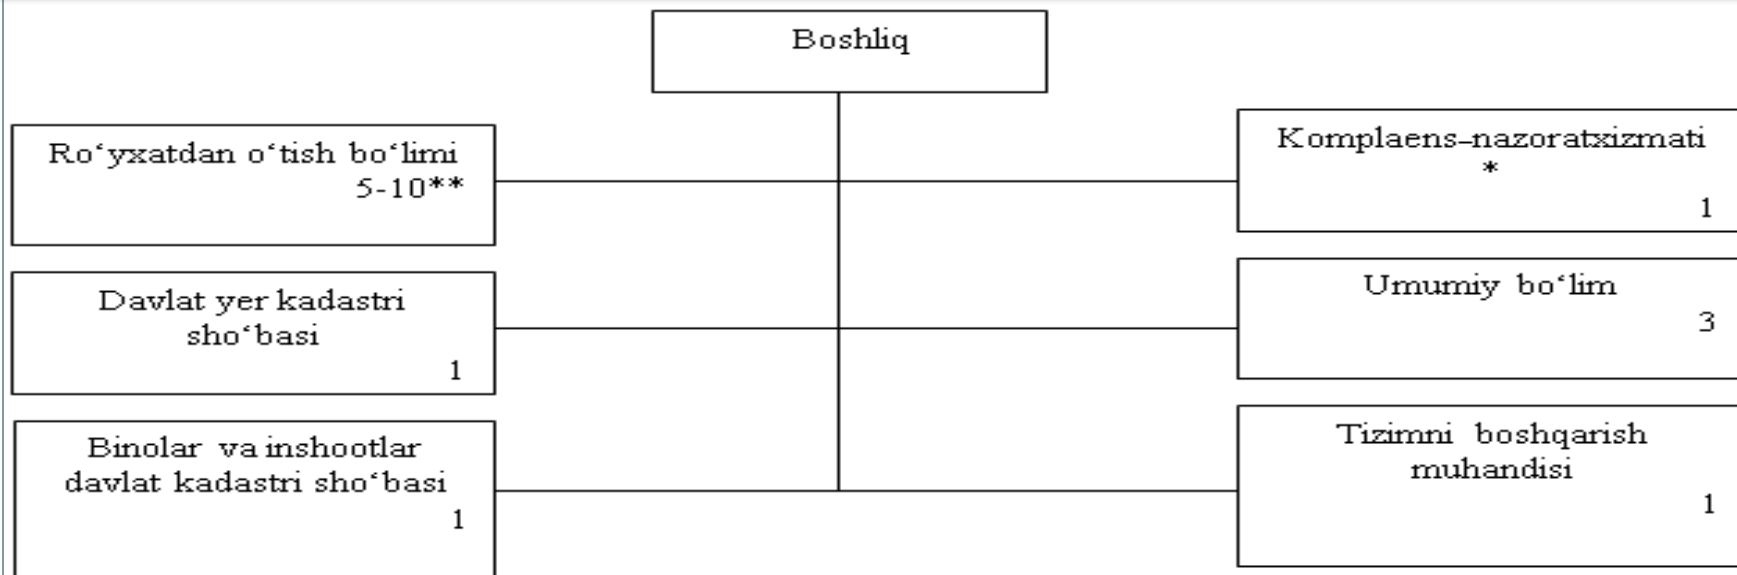 Boshliq
Ro‘yxatdan o‘tish bo‘limi
5-10**
Davlat yer kadastri
sho‘basi
1
Binolar va inshootlar
davlat kadastri sho‘basi
1
Komplaens-nazoratxizmati
*
1
Umumiy bo‘lim
3
Tizimni boshqarish
muhandisi
1